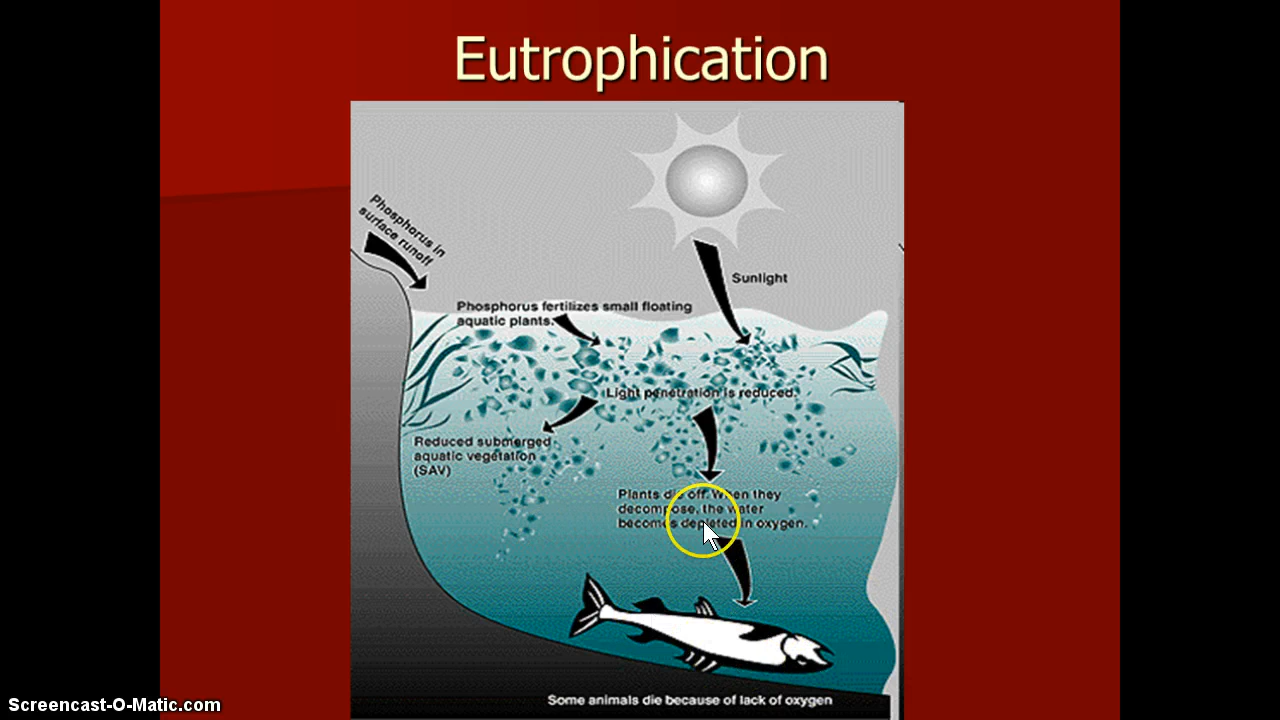 Eutrophication
Phosphorus in
surface runoff
Sunlight
Phosphorus fertilizes small floating
aquatic plants.
Light penetration is reduced.
Reduced submerged
aquatic vegetation
(SAV)
Plants die off. When they
decompose, the water
becomes depleted in oxygen.
Some animals die because of lack of oxygen
Screencast-O-Matic.com